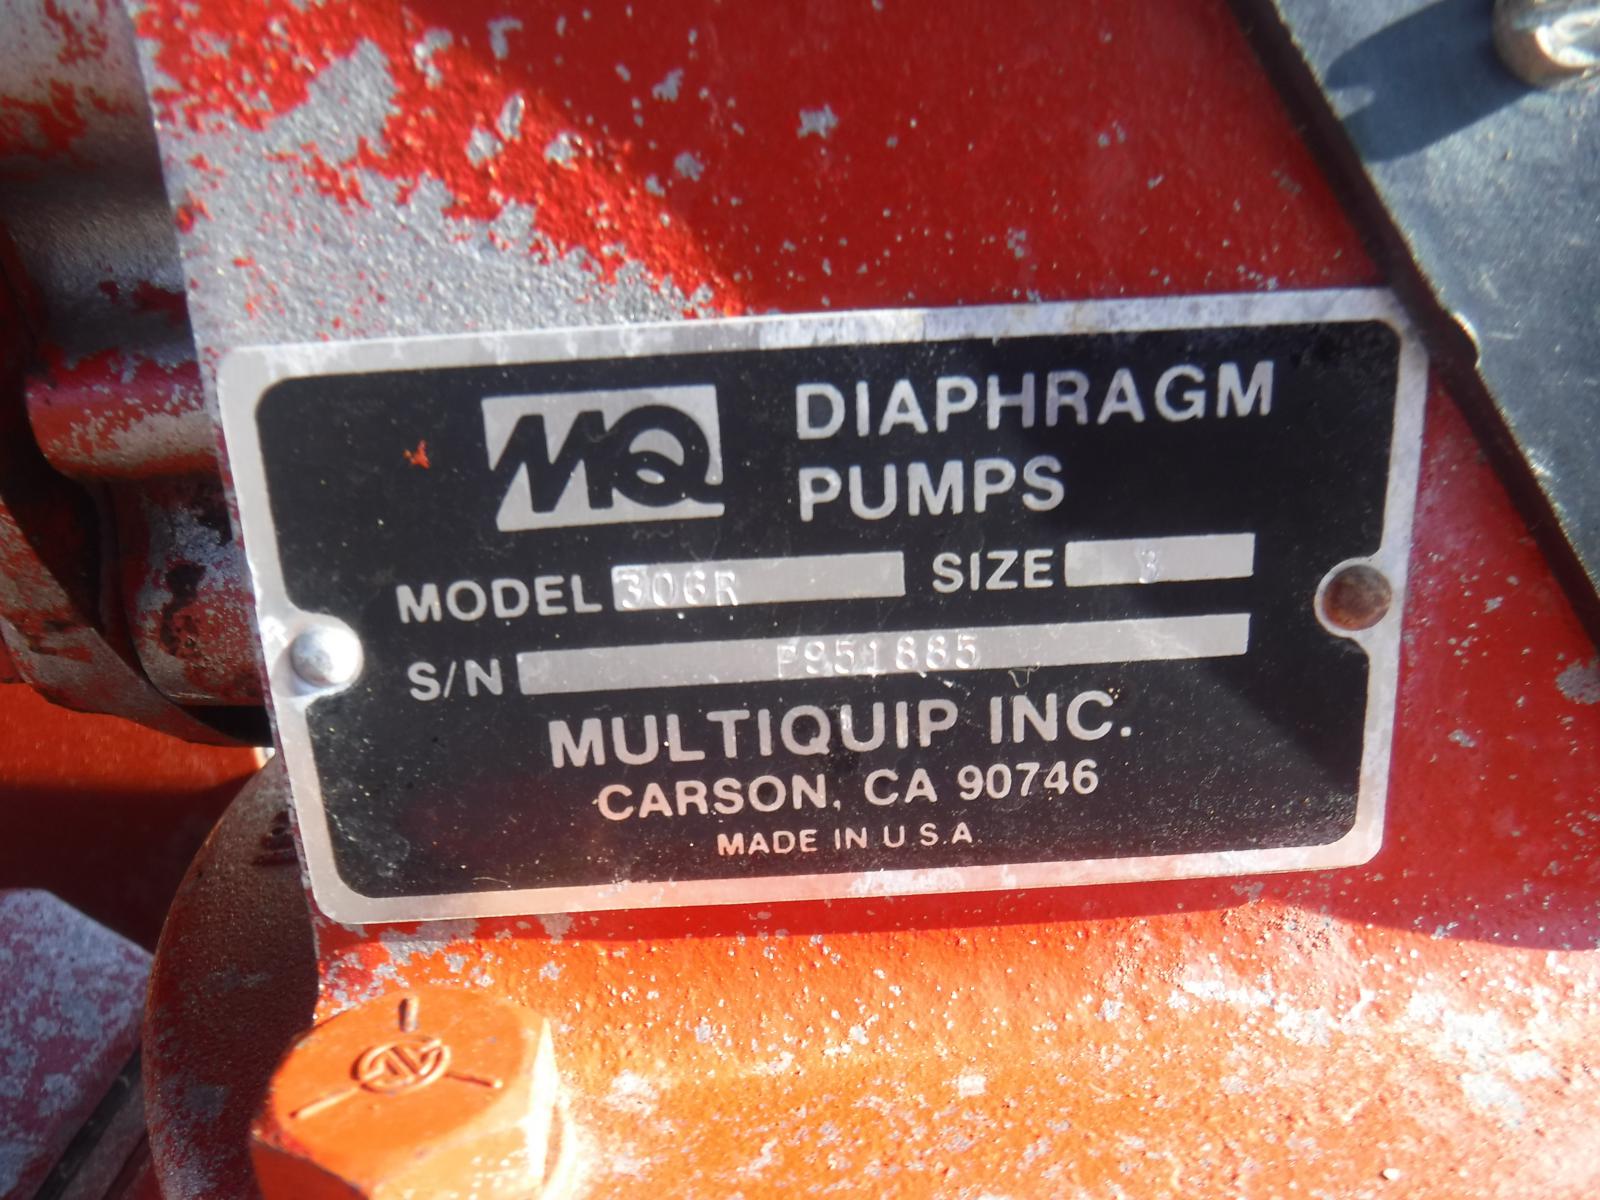 MQ DIAPHRAGM
PUMPS
MODEL 306R SIZE 3
S/N P951885
MULTIQUIP INC.
CARSON, CA 90746
MADE IN U.S.A.